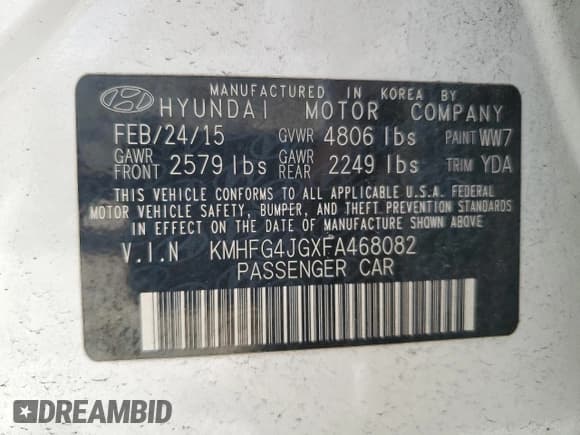 MANUFACTURED IN KOREA BY
HYUNDAI MOTOR COMPANY
FEB/24/15 GVWR 4806 lbs PAINT WW7
GAWR FRONT 2579 lbs GAWR REAR 2249 lbs TRIM YDA
THIS VEHICLE CONFORMS TO ALL APPLICABLE U.S.A. FEDERAL
MOTOR VEHICLE SAFETY, BUMPER, AND THEFT PREVENTION STANDARDS
IN EFFECT ON THE DATE OF MANUFACTURE SHOWN ABOVE
V.I.N KMHFG4JGXFA468082
PASSENGER CAR
DREAMBID